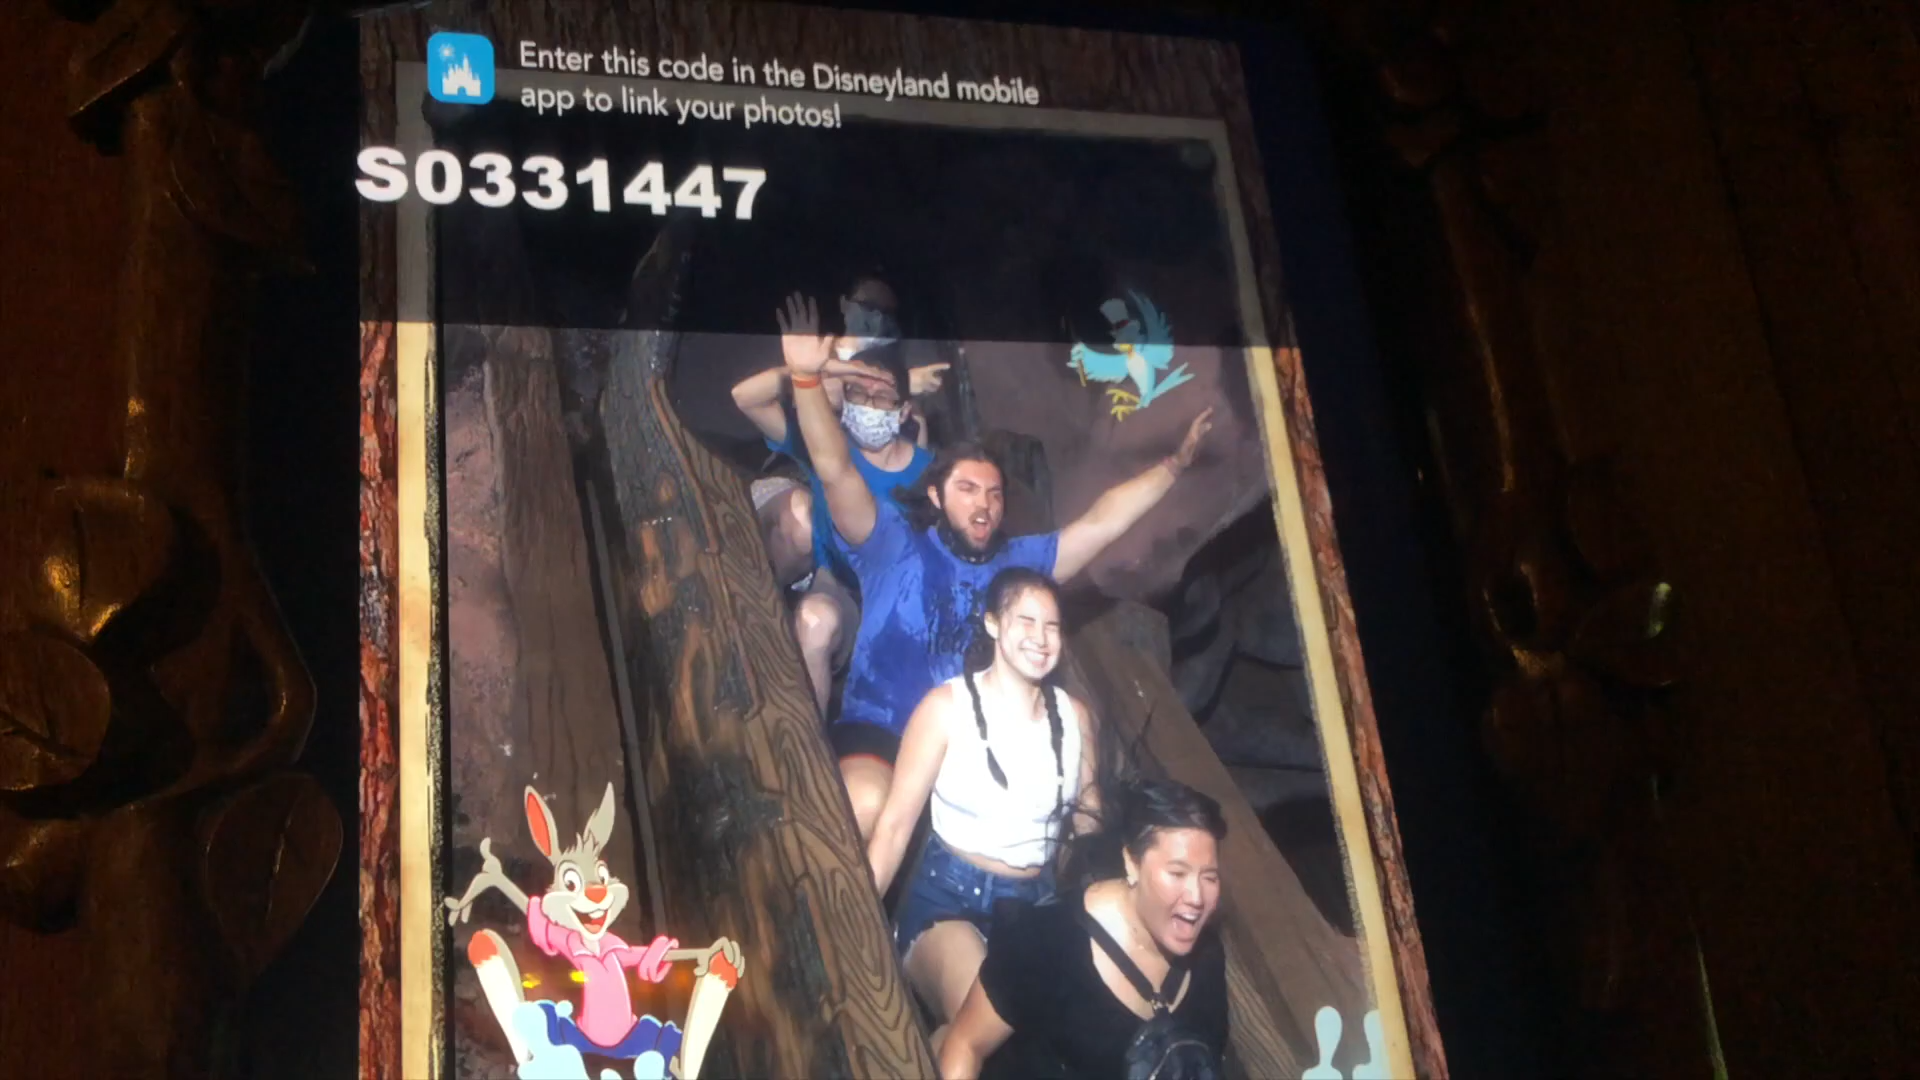 Enter this code in the Disneyland mobile
app to link your photos!
S0331447